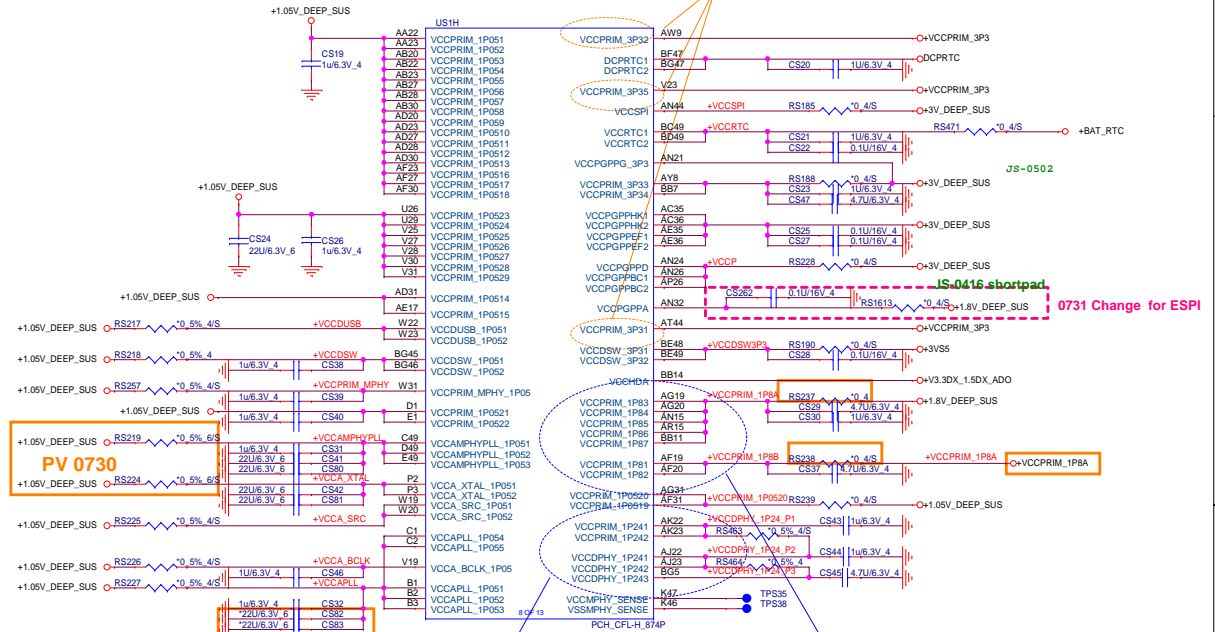 +1.05V_DEEP_SUS
CS19
1u/6.3V_4
+1.05V_DEEP_SUS
CS24
22U/6.3V_6
CS26
1u/6.3V_4
+1.05V_DEEP_SUS
+1.05V_DEEP_SUS RS217 *0_5%_4/S +VCCDUSB
+1.05V_DEEP_SUS RS218 *0_5%_4 +VCCDSW
1u/6.3V_4 CS38
+1.05V_DEEP_SUS RS257 *0_5%_4/S +VCCPRIM_MPHY
1u/6.3V_4 CS39
+1.05V_DEEP_SUS
1u/6.3V_4 CS40
+1.05V_DEEP_SUS RS219 *0_5%_6/S +VCCAMPHYPLL
1u/6.3V_4 CS31
22U/6.3V_6 CS41
22U/6.3V_6 CS80
PV 0730
+1.05V_DEEP_SUS RS224 *0_5%_6/S +VCCA_XTAL
22U/6.3V_6 CS42
22U/6.3V_6 CS81
+1.05V_DEEP_SUS RS225 *0_5%_4/S +VCCA_SRC
+1.05V_DEEP_SUS RS226 *0_5%_4/S +VCCA_BCLK
1U/6.3V_4 CS46
+1.05V_DEEP_SUS RS227 *0_5%_4/S +VCCAPLL
1u/6.3V_4 CS32
*22U/6.3V_6 CS82
*22U/6.3V_6 CS83
US1H
AA22 VCCPRIM_1P051
AA23 VCCPRIM_1P052
AB20 VCCPRIM_1P053
AB22 VCCPRIM_1P054
AB23 VCCPRIM_1P055
AB27 VCCPRIM_1P056
AB28 VCCPRIM_1P057
AB30 VCCPRIM_1P058
AD20 VCCPRIM_1P059
AD23 VCCPRIM_1P0510
AD27 VCCPRIM_1P0511
AD28 VCCPRIM_1P0512
AD30 VCCPRIM_1P0513
AF23 VCCPRIM_1P0516
AF27 VCCPRIM_1P0517
AF30 VCCPRIM_1P0518
U26 VCCPRIM_1P0523
U29 VCCPRIM_1P0524
V25 VCCPRIM_1P0525
V27 VCCPRIM_1P0526
V28 VCCPRIM_1P0527
V30 VCCPRIM_1P0528
V31 VCCPRIM_1P0529
AD31 VCCPRIM_1P0514
AE17 VCCPRIM_1P0515
W22 VCCDUSB_1P051
W23 VCCDUSB_1P052
BG45 VCCDSW_1P051
BG46 VCCDSW_1P052
W31 VCCPRIM_MPHY_1P05
D1 VCCPRIM_1P0521
E1 VCCPRIM_1P0522
C49 VCCAMPHYPLL_1P051
D49 VCCAMPHYPLL_1P052
E49 VCCAMPHYPLL_1P053
P2 VCCA_XTAL_1P051
P3 VCCA_XTAL_1P052
W19 VCCA_SRC_1P051
W20 VCCA_SRC_1P052
C1 VCCAPLL_1P054
C2 VCCAPLL_1P055
V19 VCCA_BCLK_1P05
B1 VCCAPLL_1P051
B2 VCCAPLL_1P052
B3 VCCAPLL_1P053
VCCPRIM_3P32 AW9 +VCCPRIM_3P3
DCPRTC1 BF47 DCPRTC
DCPRTC2 BG47 CS20 1U/6.3V_4
VCCPRIM_3P35 V23 +VCCPRIM_3P3
VCCSPI AN44 +VCCSPI RS185 *0_4/S +3V_DEEP_SUS
VCCRTC1 BC49 +VCCRTC RS471 *0_4/S +BAT_RTC
VCCRTC2 BD49 CS21 1U/6.3V_4
CS22 0.1U/16V_4
VCCPGPPG_3P3 AN21
JS-0502
VCCPRIM_3P33 AY8 RS188 *0_4/S +3V_DEEP_SUS
VCCPRIM_3P34 BB7 CS23 1U/6.3V_4
CS47 4.7U/6.3V_4
VCCPGPPHK1 AC35
VCCPGPPHK2 AC36 +3V_DEEP_SUS
VCCPGPPEF1 AE35 CS25 0.1U/16V_4
VCCPGPPEF2 AE36 CS27 0.1U/16V_4
VCCPGPPD AN24 +VCCP RS228 *0_4/S +3V_DEEP_SUS
VCCPGPPBC1 AN26
VCCPGPPBC2 AP26
JS-0416 shortpad
CS262 0.1U/16V_4
VCCPGPPA AN32 RS1613 *0_4/S +1.8V_DEEP_SUS
0731 Change for ESPI
VCCPRIM_3P31 AT44 +VCCPRIM_3P3
VCCDSW_3P31 BE48 +VCCDSW3P3 RS190 *0_4/S +3VS5
VCCDSW_3P32 BE49 CS28 0.1U/16V_4
VCCHDA BB14 +V3.3DX_1.5DX_ADO
VCCPRIM_1P83 AG19 +VCCPRIM_1P8A RS237 *0_4 +1.8V_DEEP_SUS
VCCPRIM_1P84 AG20 CS29 4.7U/6.3V_4
VCCPRIM_1P85 AN15 CS30 1U/6.3V_4
VCCPRIM_1P86 AR15
VCCPRIM_1P87 BB11
VCCPRIM_1P81 AF19 +VCCPRIM_1P8B RS238 *0_4/S +VCCPRIM_1P8A +VCCPRIM_1P8A
VCCPRIM_1P82 AF20 CS37 4.7U/6.3V_4
VCCPRIM_1P0520 AG31 +VCCPRIM_1P0520
VCCPRIM_1P0519 AF31 RS239 *0_4/S +1.05V_DEEP_SUS
VCCPRIM_1P241 AK22 +VCCDPHY_1P24_P1 CS43 1u/6.3V_4
VCCPRIM_1P242 AK23 RS463 *0_5%_4/S
VCCDPHY_1P241 AJ22 +VCCDPHY_1P24_P2 CS44 1u/6.3V_4
VCCDPHY_1P242 AJ23 RS464 *0_5%_4
VCCDPHY_1P243 BG5 +VCCDPHY_1P24_P3 CS45 4.7U/6.3V_4
VCCMPHY_SENSE K47 TPS35
VSSMPHY_SENSE K46 TPS38
8 OF 13
PCH_CFL-H_874P